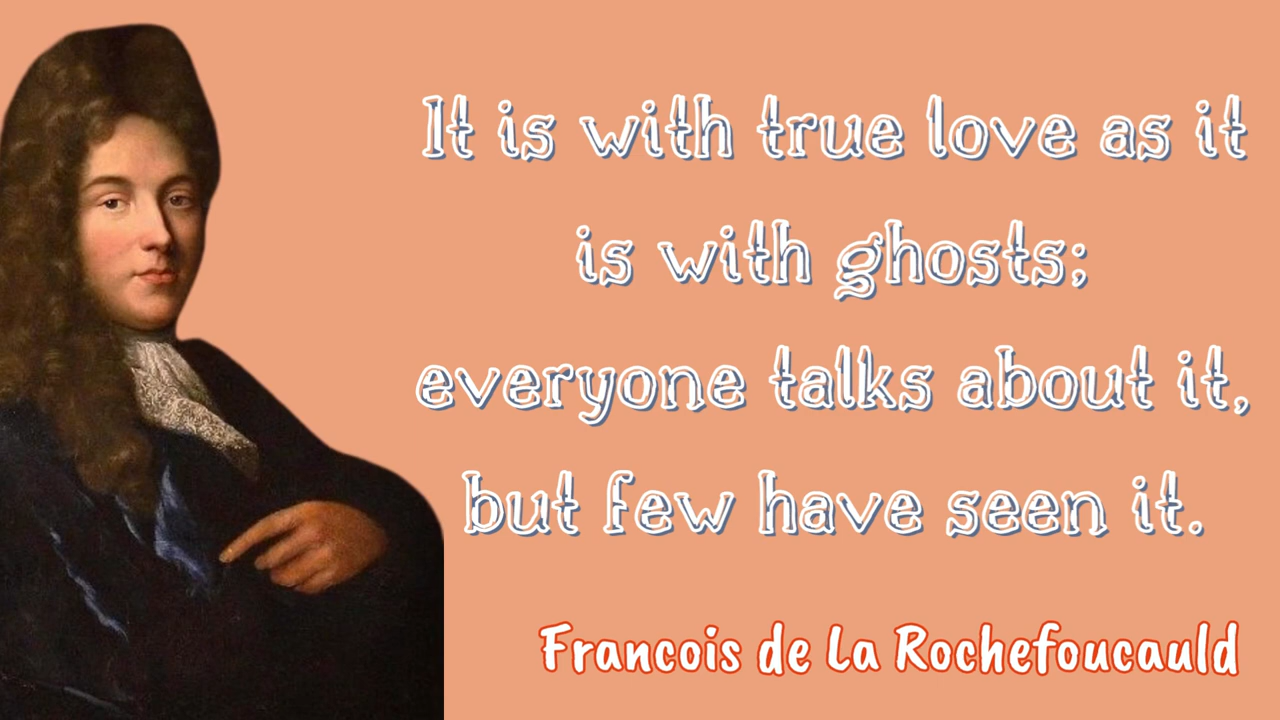 It is with true love as it
is with ghosts;
everyone talks about it,
but few have seen it.
Francois de La Rochefoucauld